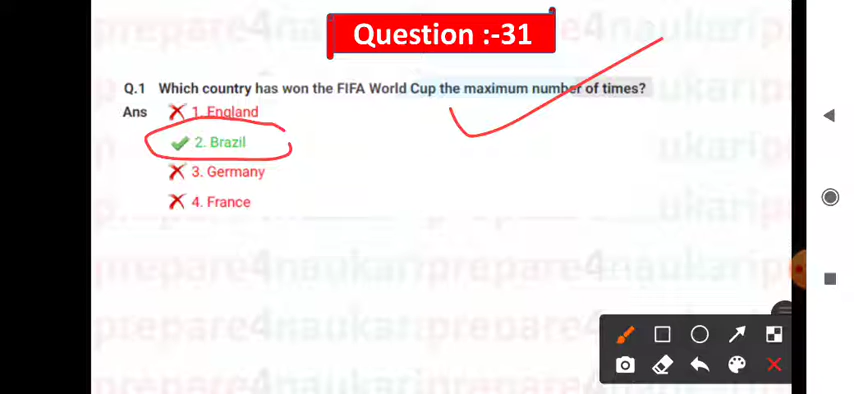 Question :-31
Q.1 Which country has won the FIFA World Cup the maximum number of times?
Ans 1. England
2. Brazil
3. Germany
4. France
prepare4naukari